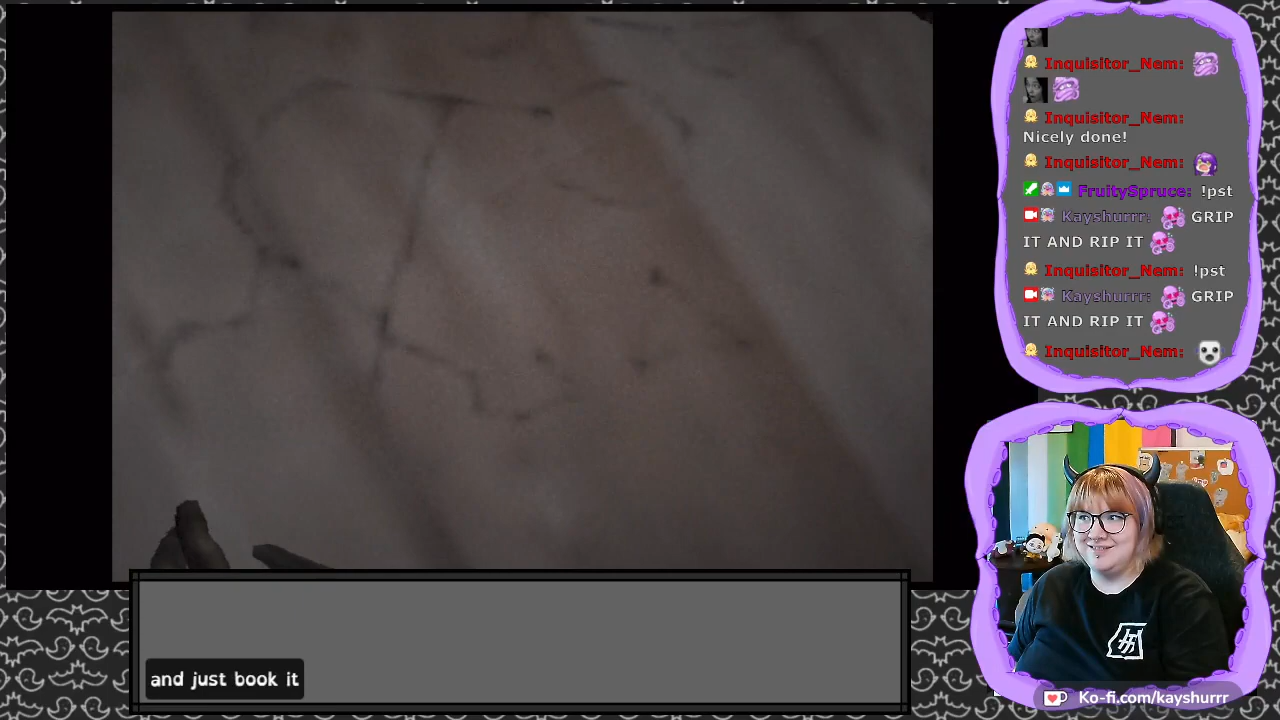 Inquisitor_Nem:
Inquisitor_Nem:
Nicely done!
Inquisitor_Nem:
FruitySpruce: !pst
Kayshurrr: GRIP
IT AND RIP IT
Inquisitor_Nem: !pst
Kayshurrr: GRIP
IT AND RIP IT
Inquisitor_Nem:
and just book it
Ko-fi.com/kayshurrr